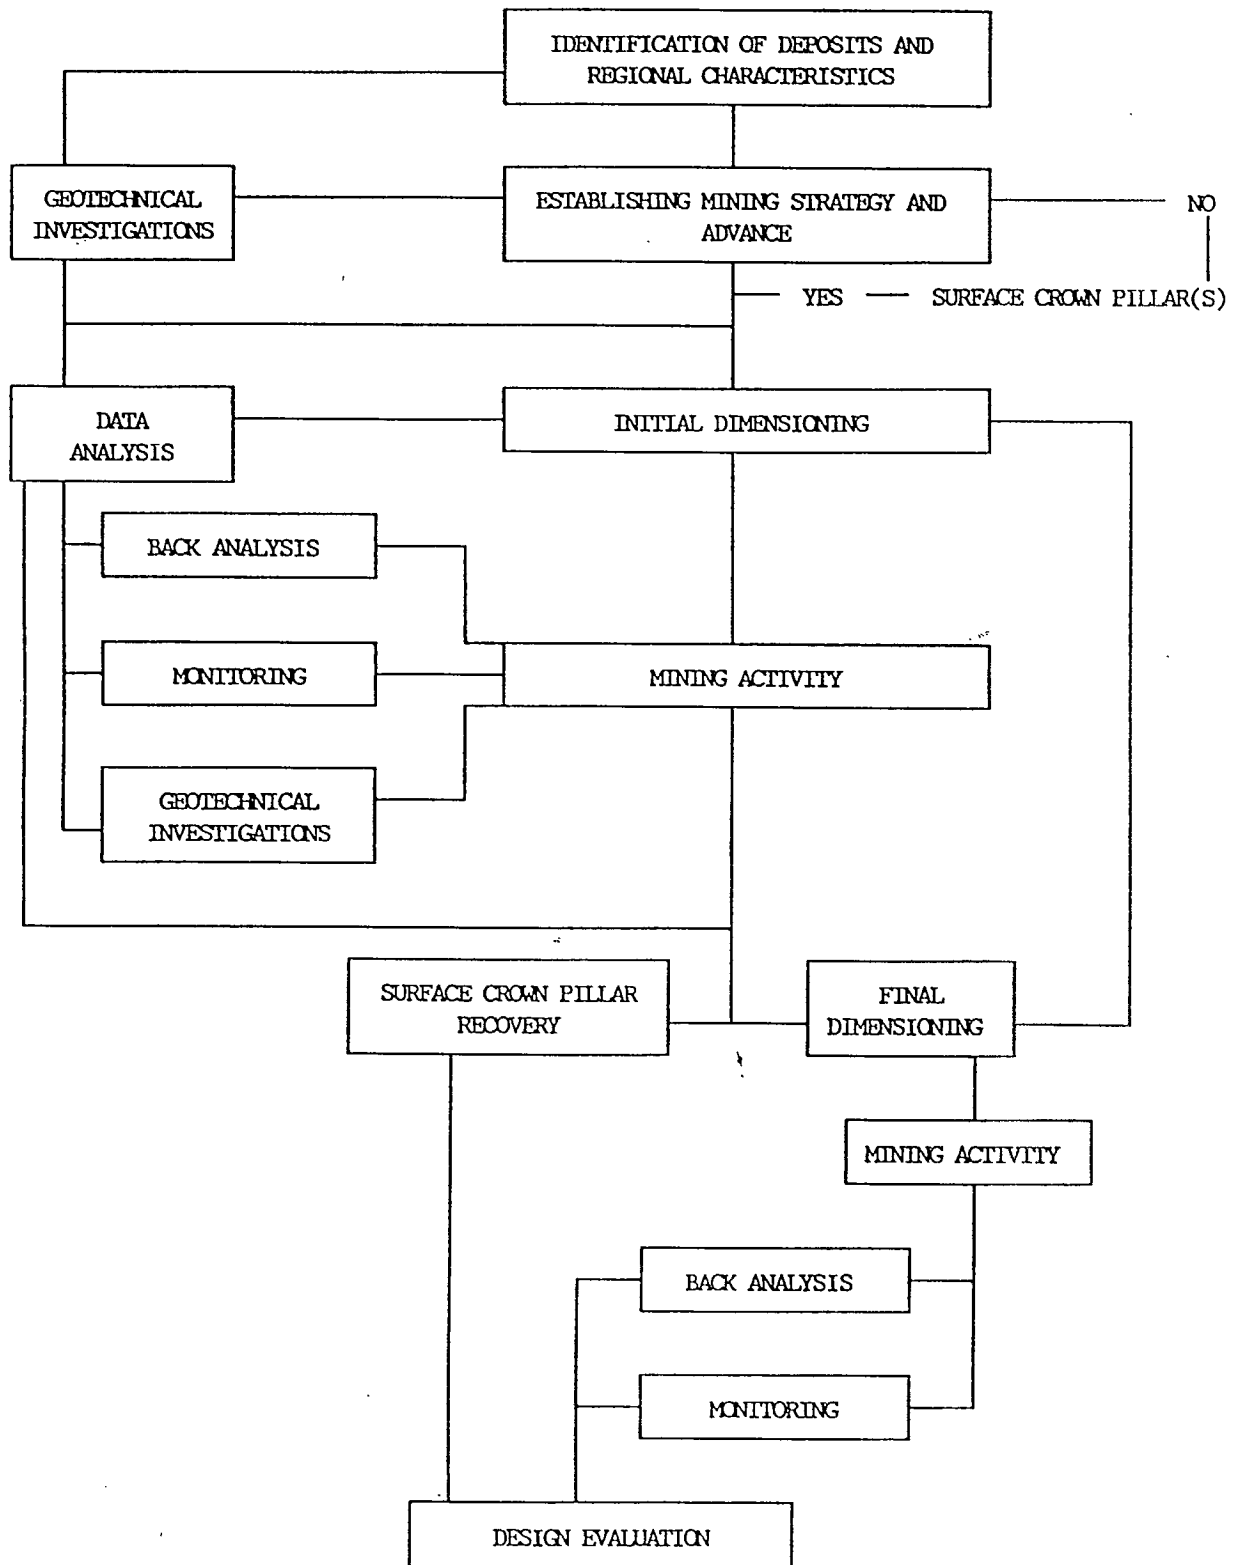 IDENTIFICATION OF DEPOSITS AND
REGIONAL CHARACTERISTICS
GEOTECHNICAL
INVESTIGATIONS
ESTABLISHING MINING STRATEGY AND
ADVANCE
NO
YES
SURFACE CROWN PILLAR(S)
DATA
ANALYSIS
INITIAL DIMENSIONING
BACK ANALYSIS
MONITORING
MINING ACTIVITY
GEOTECHNICAL
INVESTIGATIONS
SURFACE CROWN PILLAR
RECOVERY
FINAL
DIMENSIONING
MINING ACTIVITY
BACK ANALYSIS
MONITORING
DESIGN EVALUATION